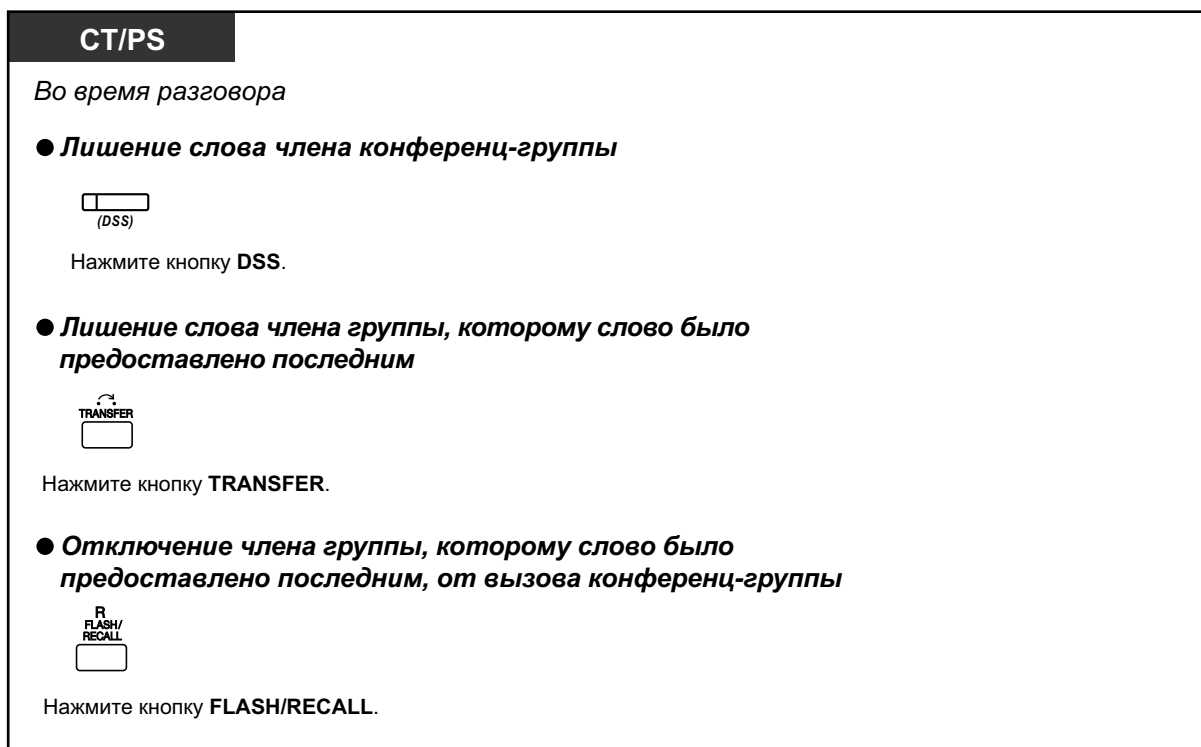 CT/PS
Во время разговора
● Лишение слова члена конференц-группы
(DSS)
Нажмите кнопку DSS.
● Лишение слова члена группы, которому слово было
предоставлено последним
TRANSFER
Нажмите кнопку TRANSFER.
● Отключение члена группы, которому слово было
предоставлено последним, от вызова конференц-группы
R
FLASH/
RECALL
Нажмите кнопку FLASH/RECALL.